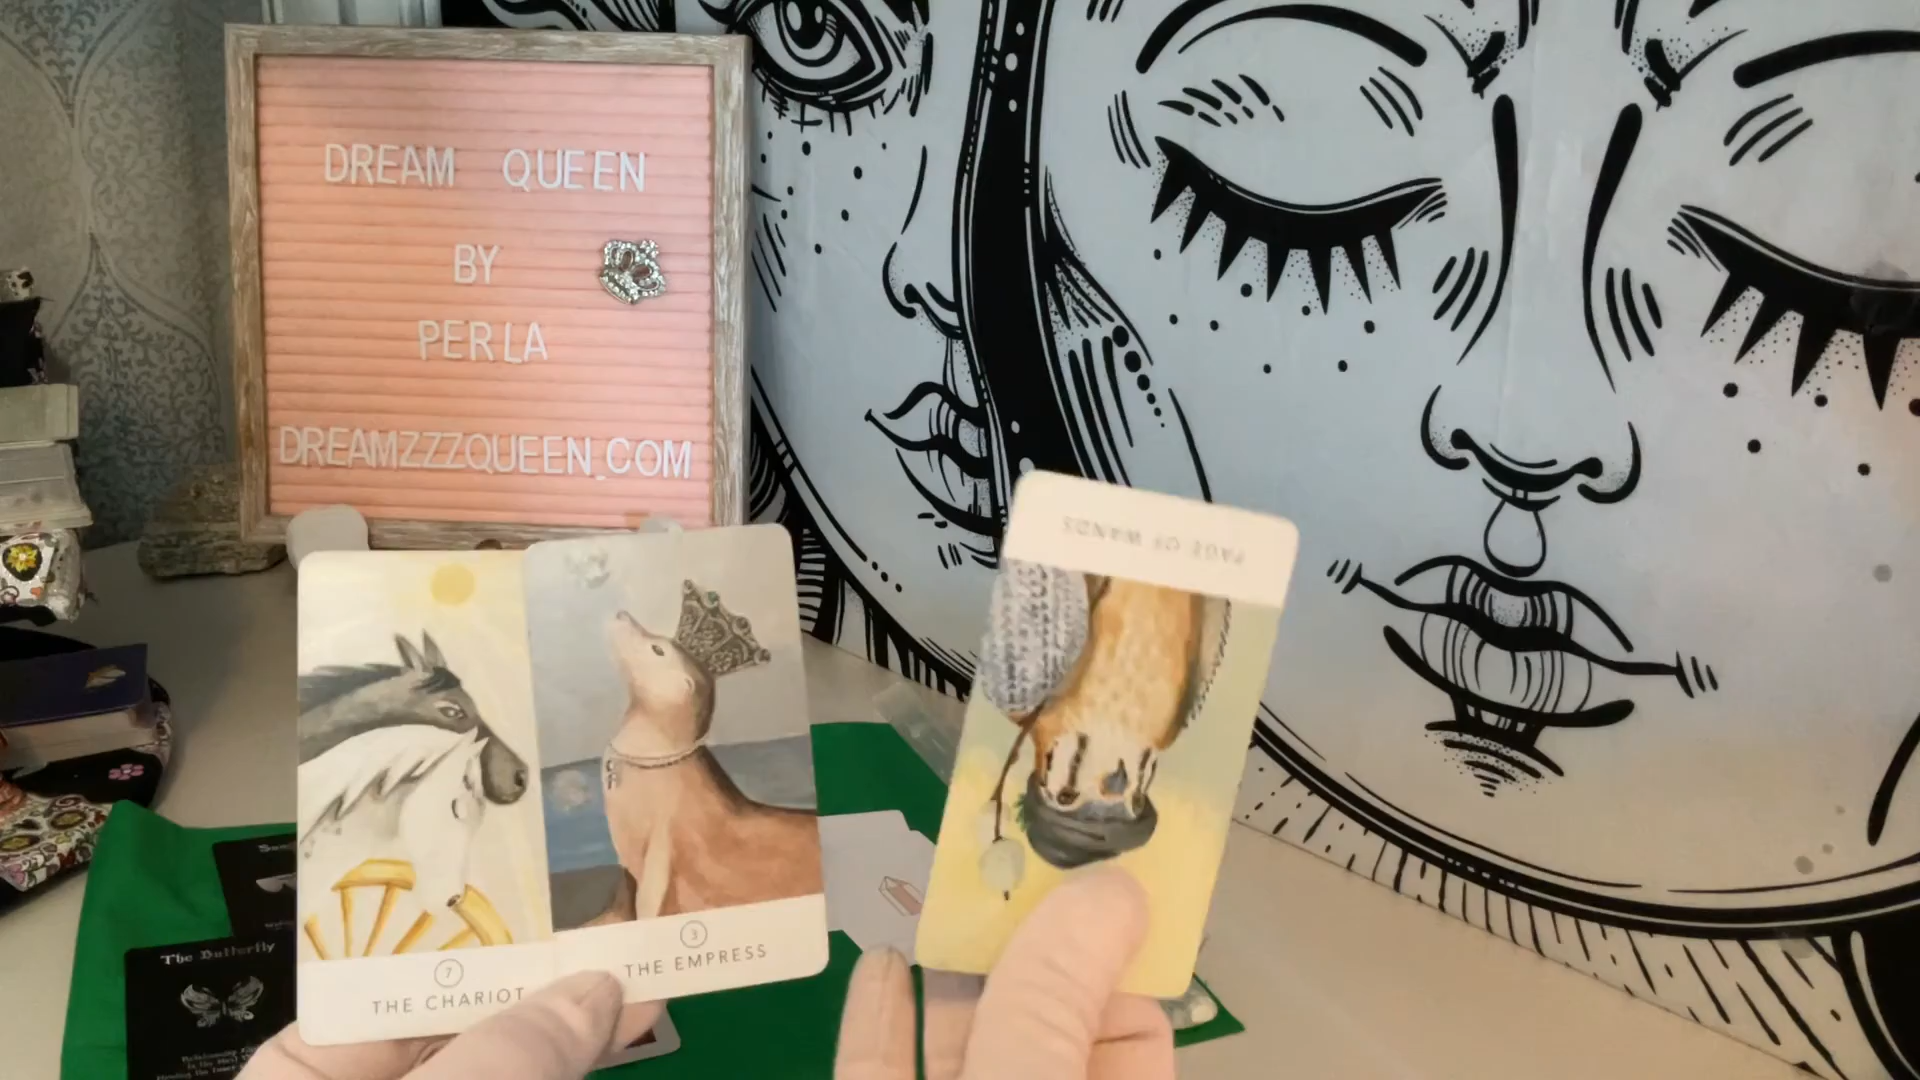 DREAM QUEEN
BY
PERLA
DREAMZZZQUEEN.COM
PAGE OF WANDS
3
THE EMPRESS
7
THE CHARIOT
The Butterfly